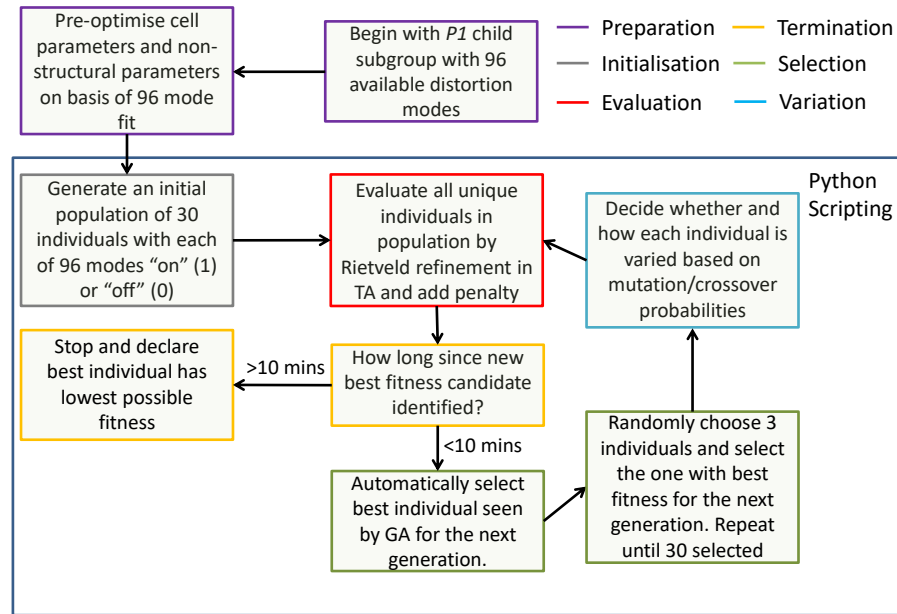 Pre-optimise cell
parameters and non-
structural parameters
on basis of 96 mode
fit
Begin with P1 child
subgroup with 96
available distortion
modes
Preparation
Initialisation
Evaluation
Termination
Selection
Variation
Python
Scripting
Generate an initial
population of 30
individuals with each
of 96 modes “on” (1)
or “off” (0)
Evaluate all unique
individuals in
population by
Rietveld refinement in
TA and add penalty
Decide whether and
how each individual is
varied based on
mutation/crossover
probabilities
Stop and declare
best individual has
lowest possible
fitness
>10 mins
How long since new
best fitness candidate
identified?
<10 mins
Automatically select
best individual seen
by GA for the next
generation.
Randomly choose 3
individuals and select
the one with best
fitness for the next
generation. Repeat
until 30 selected